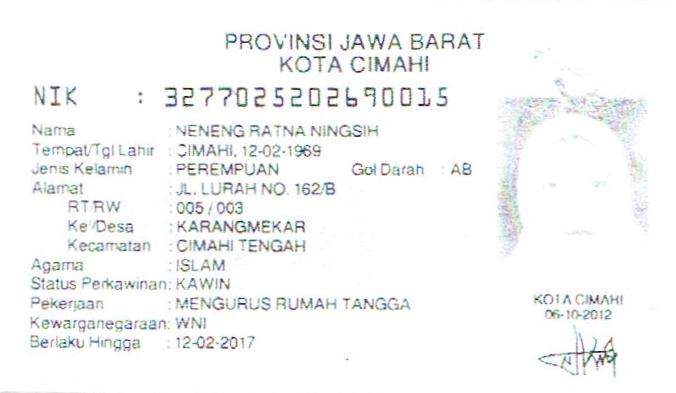 PROVINSI JAWA BARAT
KOTA CIMAHI
NIK : 3277025202690015
Nama : NENENG RATNA NINGSIH
Tempat/Tgl Lahir : CIMAHI, 12-02-1969
Jenis Kelamin : PEREMPUAN Gol Darah : AB
Alamat : JL. LURAH NO. 162/B
RT/RW : 005 / 003
Kel/Desa : KARANGMEKAR
Kecamatan : CIMAHI TENGAH
Agama : ISLAM
Status Perkawinan: KAWIN
Pekerjaan : MENGURUS RUMAH TANGGA
Kewarganegaraan: WNI
Berlaku Hingga : 12-02-2017
KOTA CIMAHI
06-10-2012